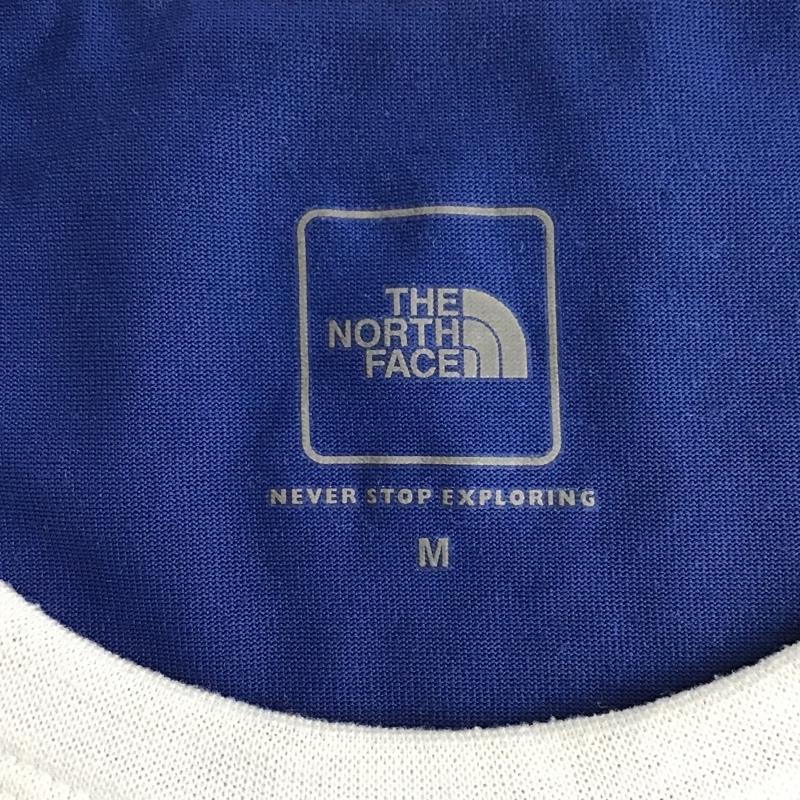 THE
NORTH
FACE
NEVER STOP EXPLORING
M